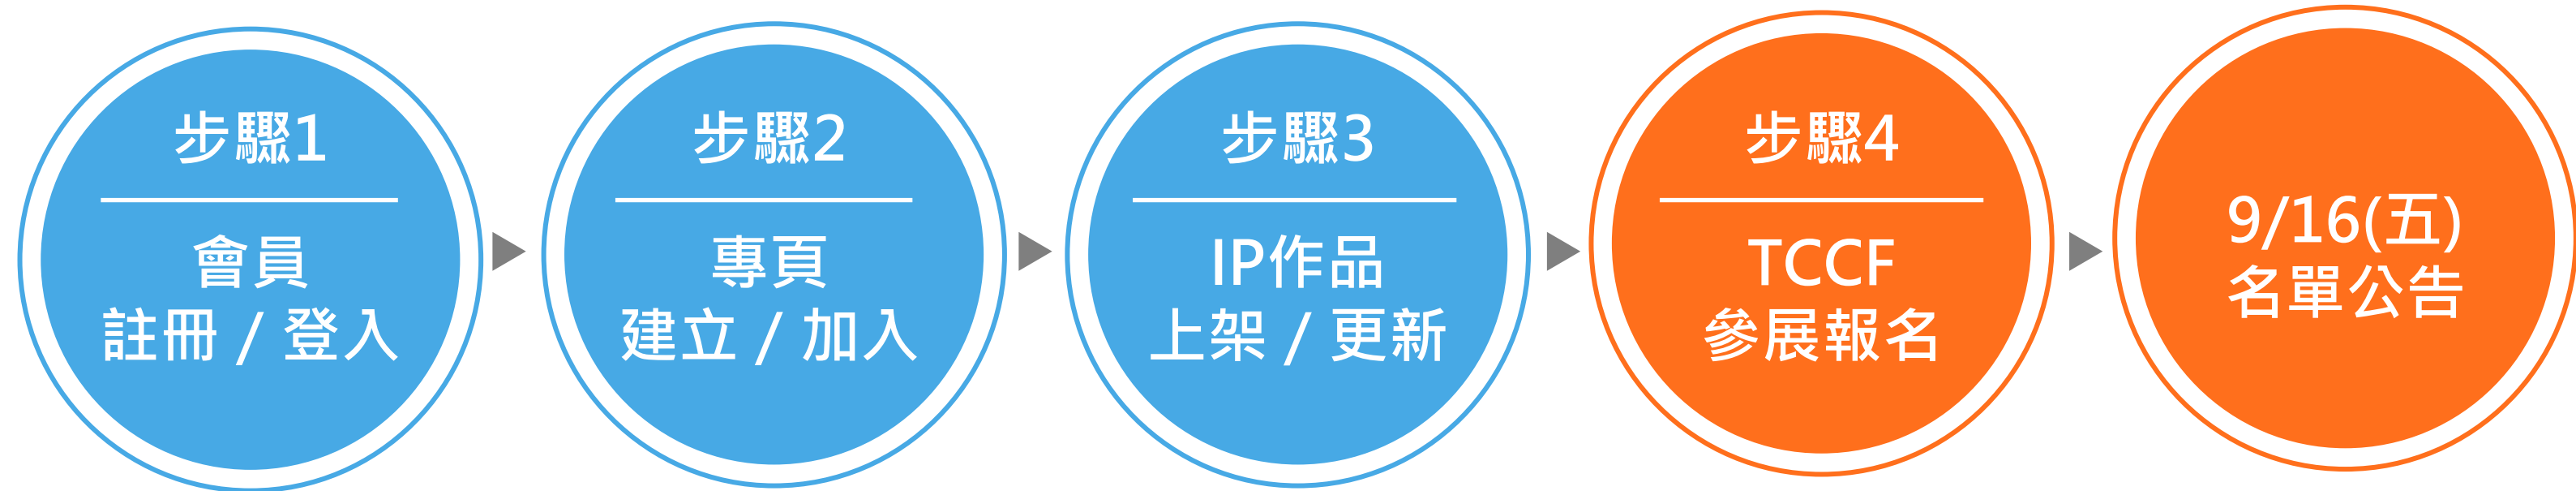 步驟1
會員
註冊 / 登入
步驟2
專頁
建立 / 加入
步驟3
IP作品
上架 / 更新
步驟4
TCCF
參展報名
9/16(五)
名單公告